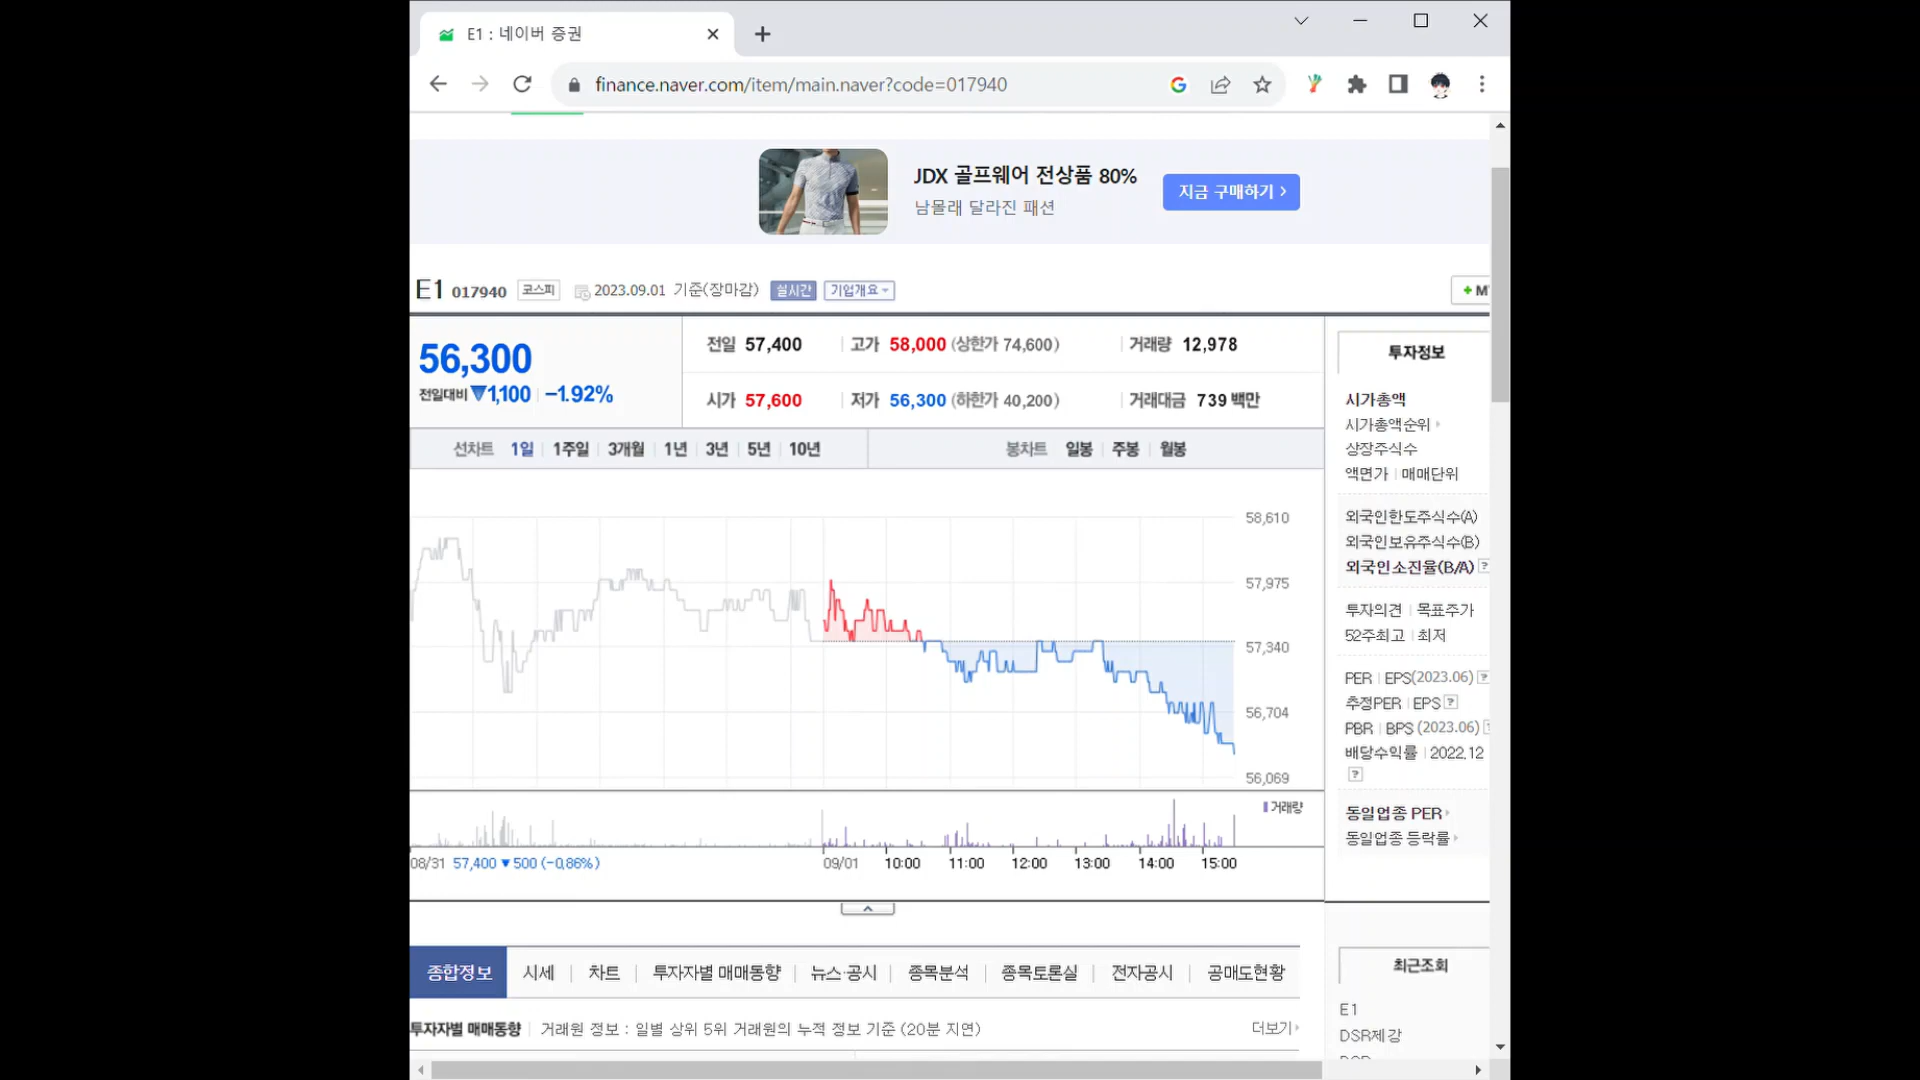 E1 : 네이버 증권
finance.naver.com/item/main.naver?code=017940
JDX 골프웨어 전상품 80%
남몰래 달라진 패션
지금 구매하기 >
E1 017940 코스피 2023.09.01 기준(장마감) 실시간 기업개요
+ M
56,300
전일대비 ▼1,100 -1.92%
전일 57,400 고가 58,000 (상한가 74,600) 거래량 12,978
시가 57,600 저가 56,300 (하한가 40,200) 거래대금 739 백만
선차트 1일 1주일 3개월 1년 3년 5년 10년 봉차트 일봉 주봉 월봉
58,610
57,975
57,340
56,704
56,069
거래량
08/31 57,400 ▼ 500 (-0.86%) 09/01 10:00 11:00 12:00 13:00 14:00 15:00
투자정보
시가총액
시가총액순위
상장주식수
액면가 | 매매단위
외국인한도주식수(A)
외국인보유주식수(B)
외국인소진율(B/A) ?
투자의견 | 목표주가
52주최고 | 최저
PER | EPS(2023.06) ?
추정PER | EPS ?
PBR | BPS (2023.06)
배당수익률 | 2022.12
?
동일업종 PER
동일업종 등락률
종합정보 시세 차트 투자자별 매매동향 뉴스·공시 종목분석 종목토론실 전자공시 공매도현황
투자자별 매매동향 거래원 정보 : 일별 상위 5위 거래원의 누적 정보 기준 (20분 지연) 더보기
최근조회
E1
DSR제강